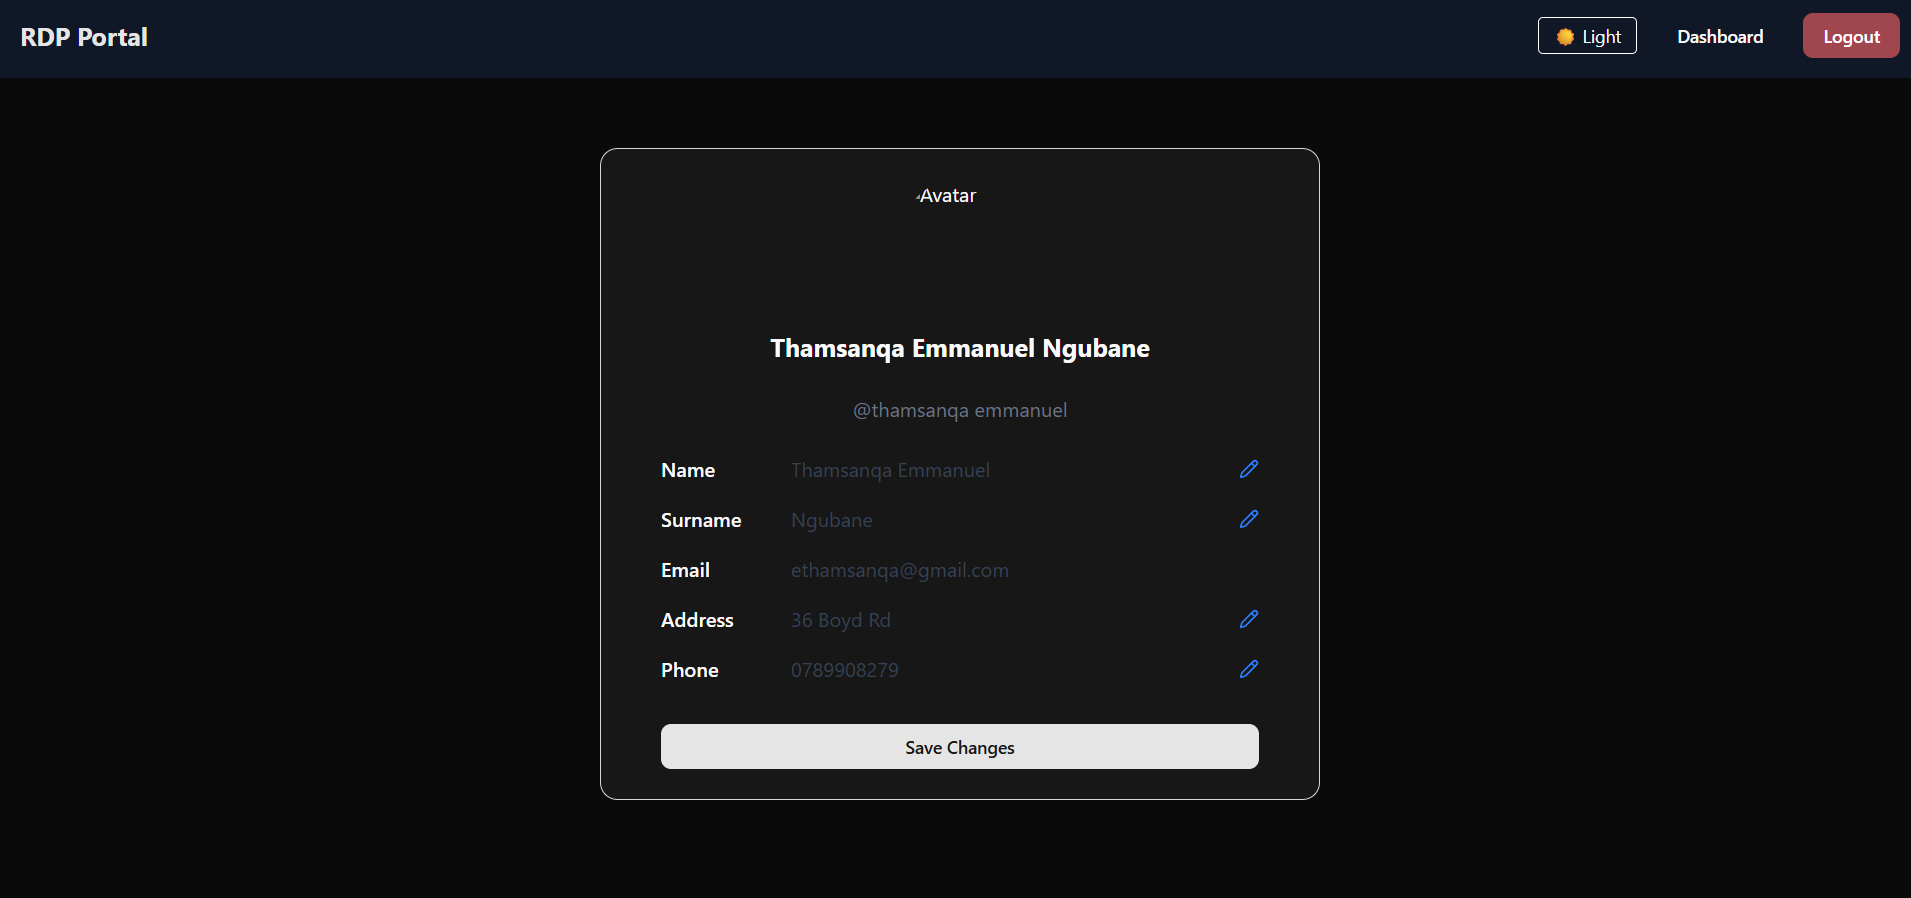 RDP Portal
Light
Dashboard
Logout
Avatar
Thamsanqa Emmanuel Ngubane
@thamsanqa emmanuel
Name Thamsanqa Emmanuel
Surname Ngubane
Email ethamsanqa@gmail.com
Address 36 Boyd Rd
Phone 0789908279
Save Changes